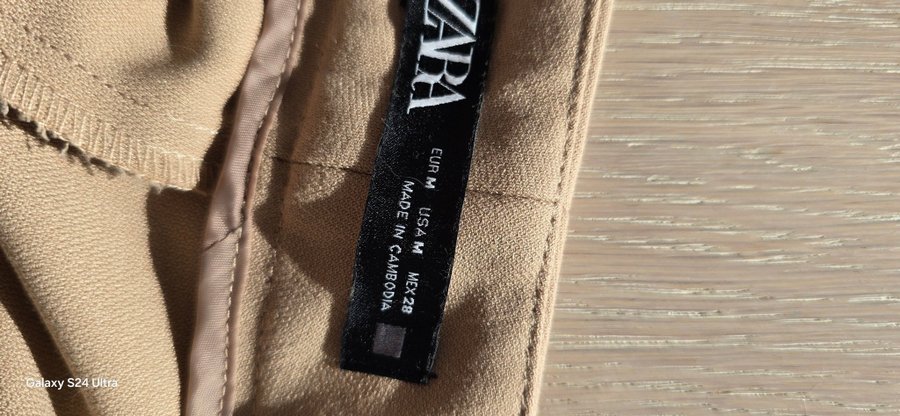 ZARA
EUR M USA M MEX 28
MADE IN CAMBODIA
Galaxy S24 Ultra